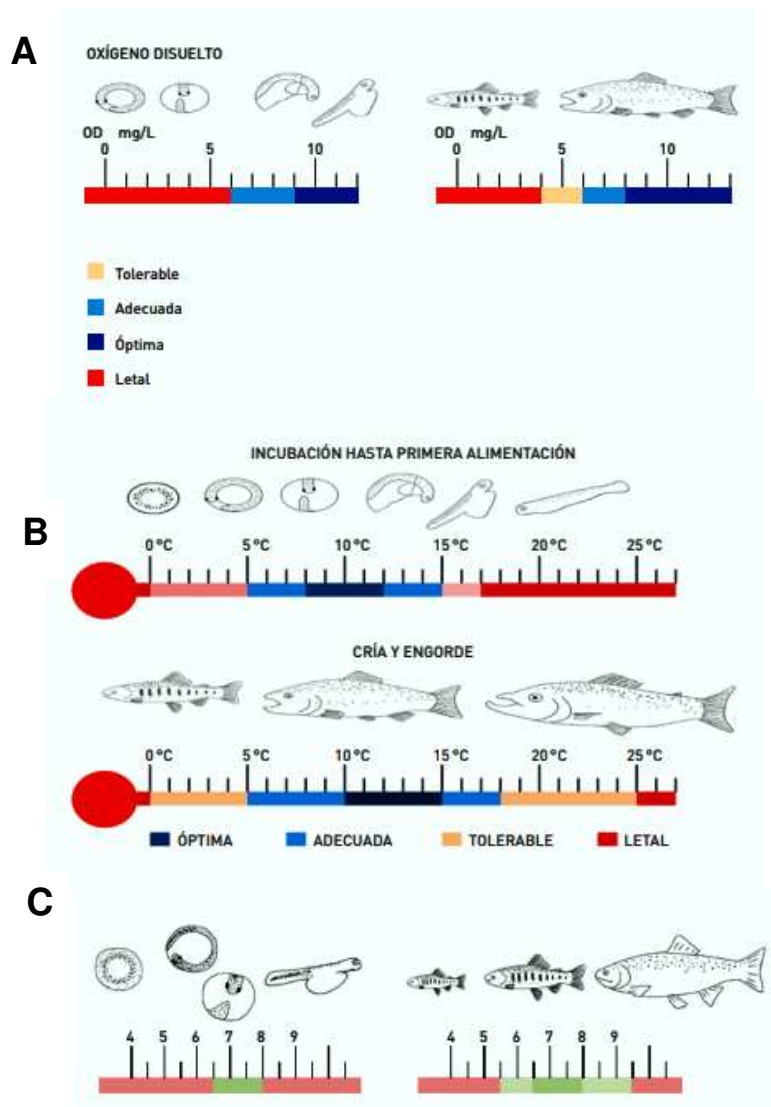 A
OXÍGENO DISUELTO
OD mg/L
0 5 10
OD mg/L
0 5 10
Tolerable
Adecuada
Óptima
Letal
INCUBACIÓN HASTA PRIMERA ALIMENTACIÓN
B
0°C 5°C 10°C 15°C 20°C 25°C
CRÍA Y ENGORDE
0°C 5°C 10°C 15°C 20°C 25°C
ÓPTIMA ADECUADA TOLERABLE LETAL
C
4 5 6 7 8 9
4 5 6 7 8 9